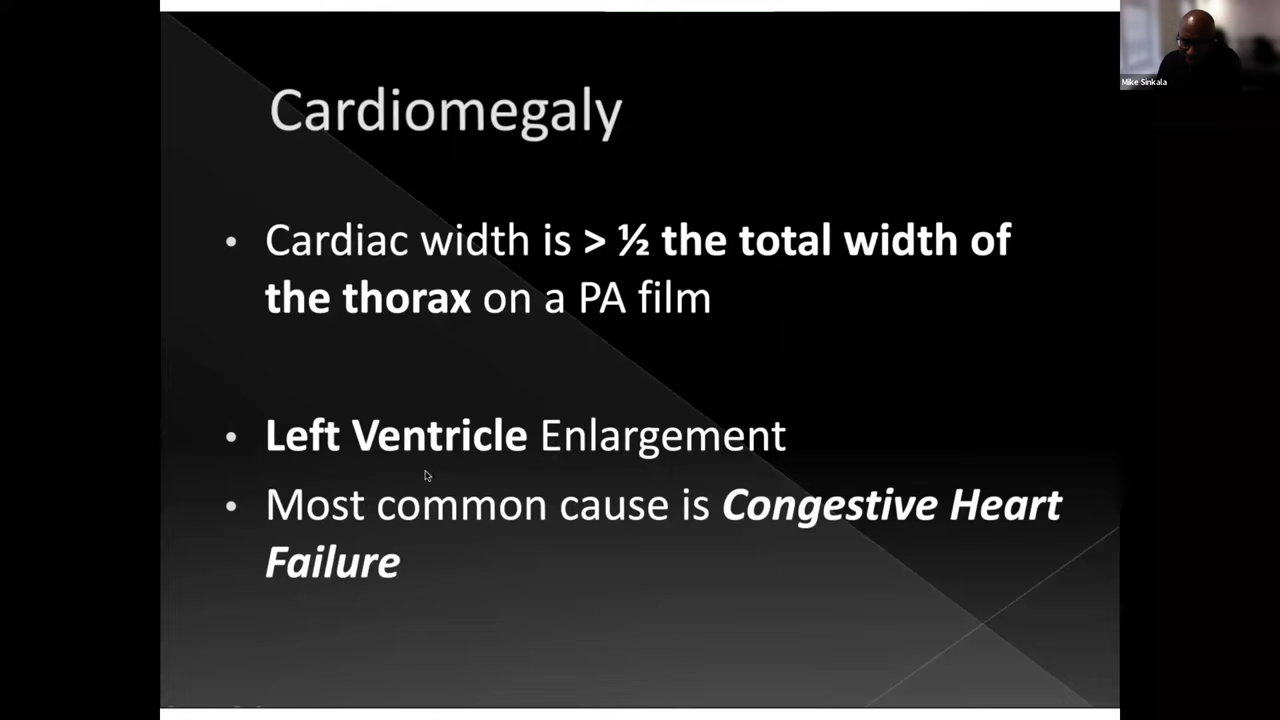 Mike Sinkala
Cardiomegaly
• Cardiac width is > ½ the total width of
the thorax on a PA film
• Left Ventricle Enlargement
• Most common cause is Congestive Heart
Failure